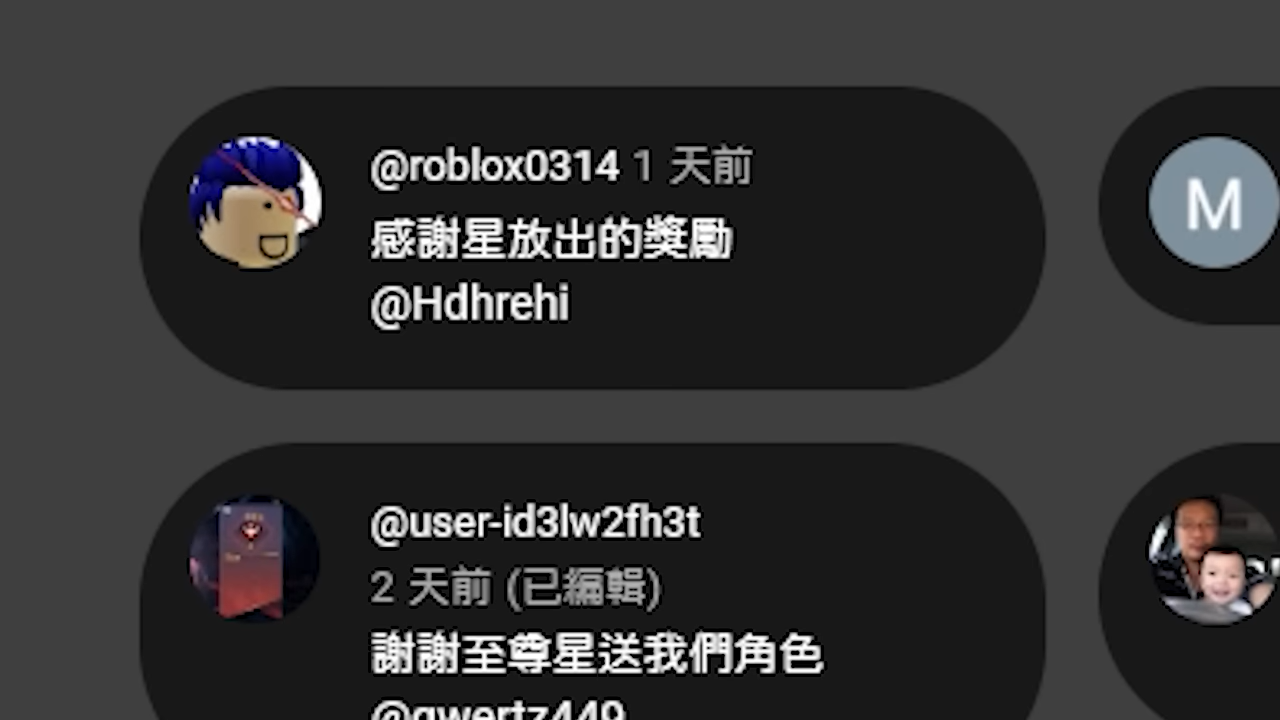 @roblox0314 1 天前
感謝星放出的獎勵
@Hdhrehi
M
@user-id3lw2fh3t
2 天前 (已編輯)
謝謝至尊星送我們角色
@qwertz449